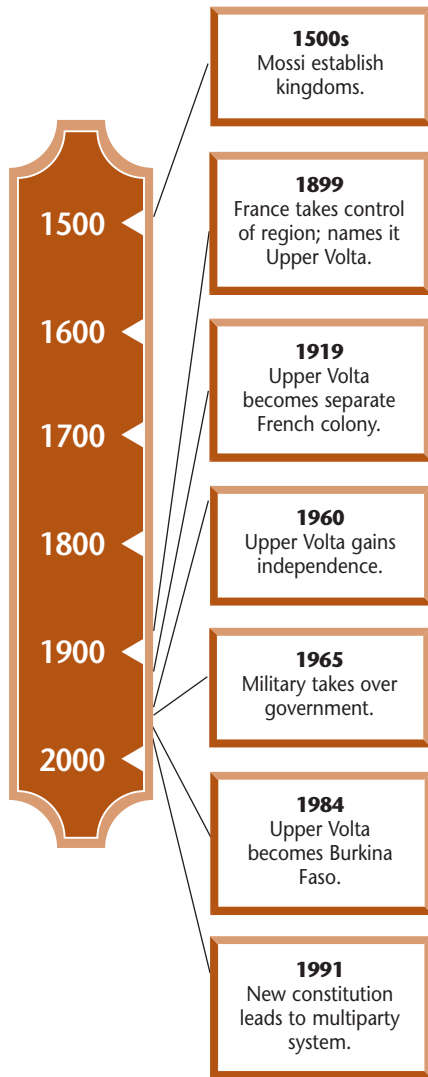 1500
1600
1700
1800
1900
2000
1500s
Mossi establish
kingdoms.
1899
France takes control
of region; names it
Upper Volta.
1919
Upper Volta
becomes separate
French colony.
1960
Upper Volta gains
independence.
1965
Military takes over
government.
1984
Upper Volta
becomes Burkina
Faso.
1991
New constitution
leads to multiparty
system.